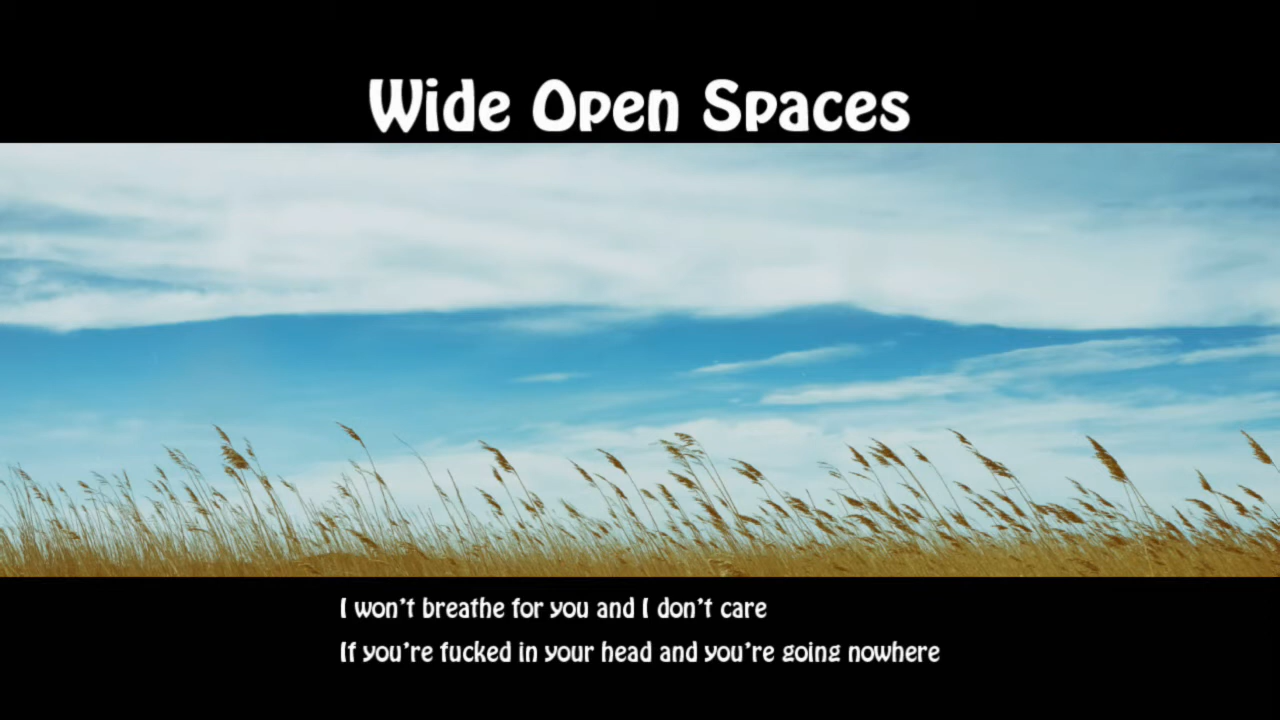 Wide Open Spaces
I won't breathe for you and I don't care
If you're fucked in your head and you're going nowhere